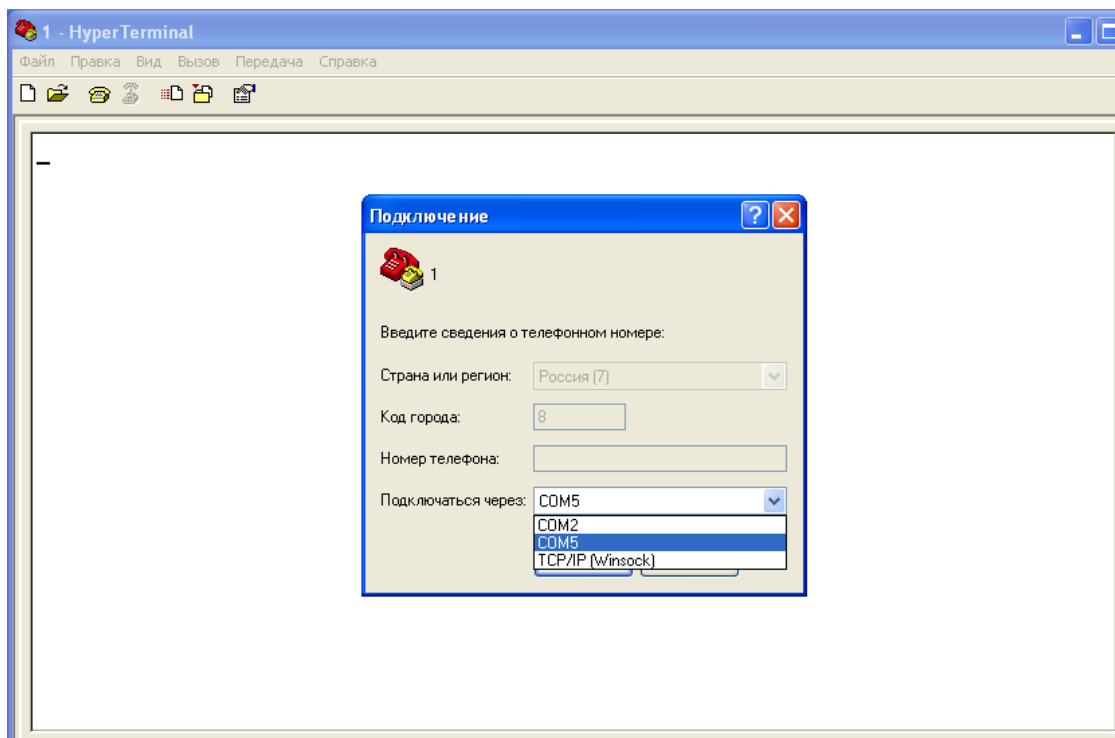 1 - HyperTerminal
Файл Правка Вид Вызов Передача Справка
Подключение
1
Введите сведения о телефонном номере:
Страна или регион: Россия (7)
Код города: 8
Номер телефона:
Подключаться через: COM5
COM2
COM5
TCP/IP (Winsock)